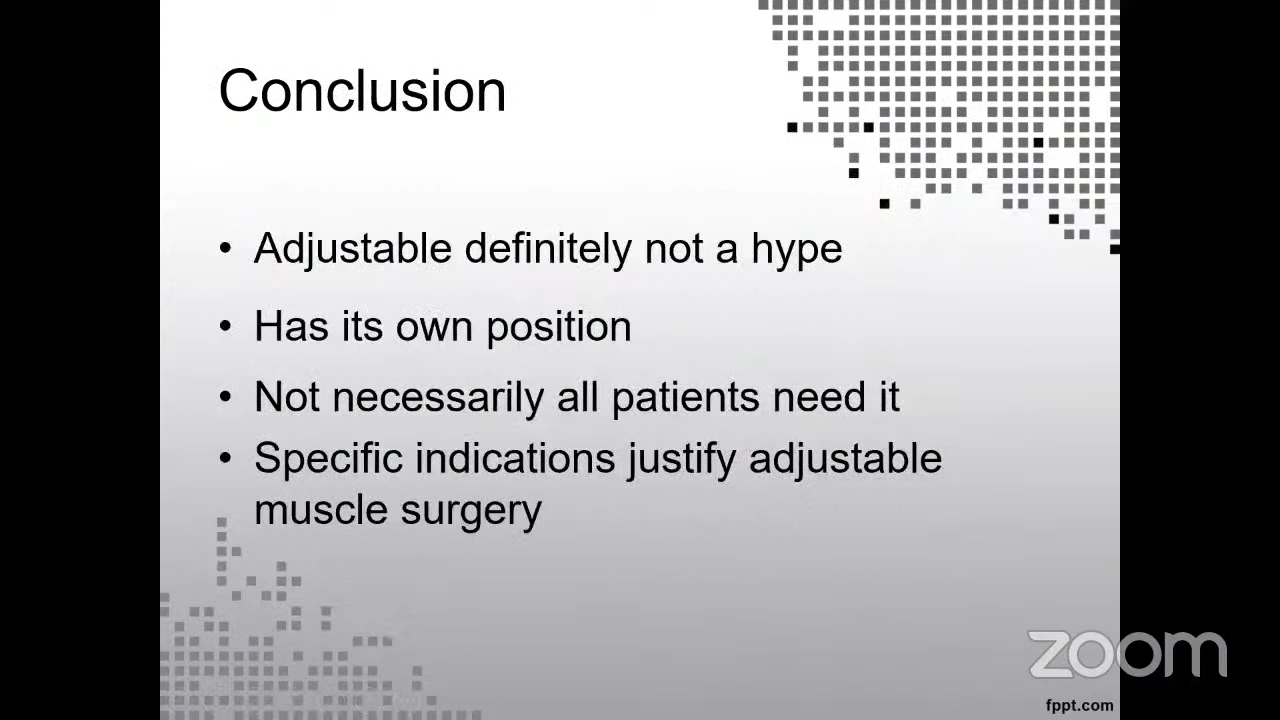 Conclusion
• Adjustable definitely not a hype
• Has its own position
• Not necessarily all patients need it
• Specific indications justify adjustable
muscle surgery
zoom
fppt.com